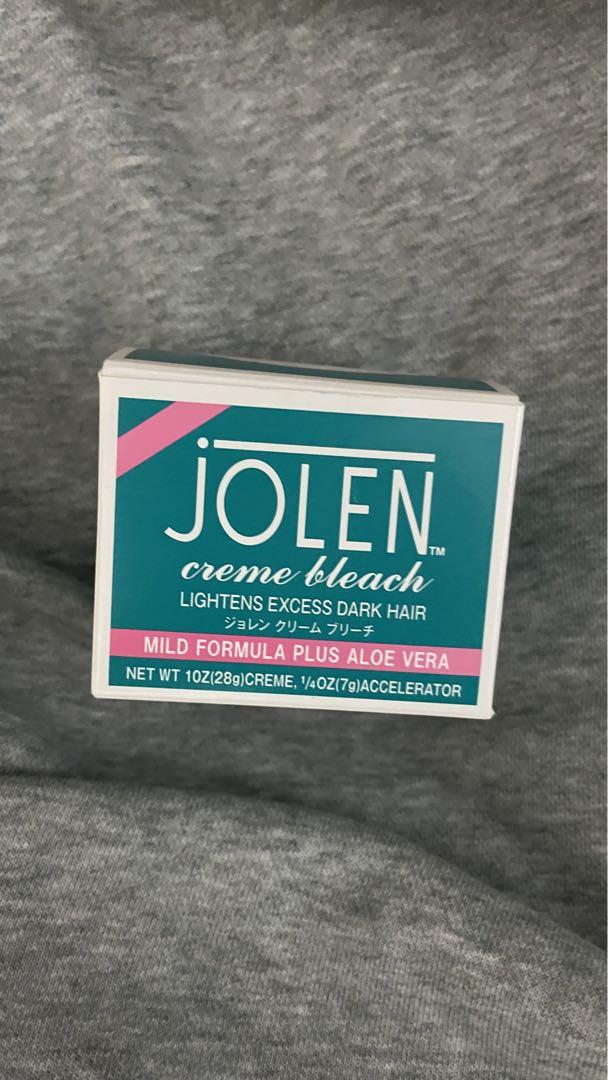 JOLEN™
creme bleach
LIGHTENS EXCESS DARK HAIR
ジョレン クリーム ブリーチ
MILD FORMULA PLUS ALOE VERA
NET WT 1OZ(28g)CREME, 1/4OZ(7g)ACCELERATOR